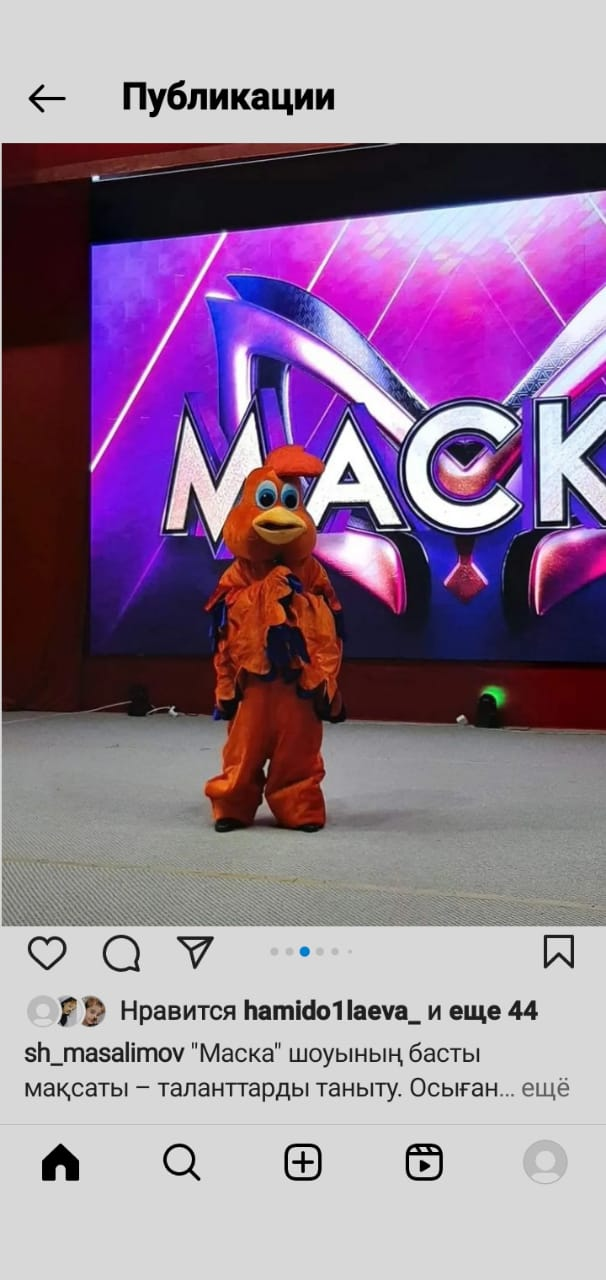 Публикации
МАСК
Нравится hamido1laeva_ и еще 44
sh_masalimov "Маска" шоуының басты
мақсаты – таланттарды таныту. Осыған... ещё